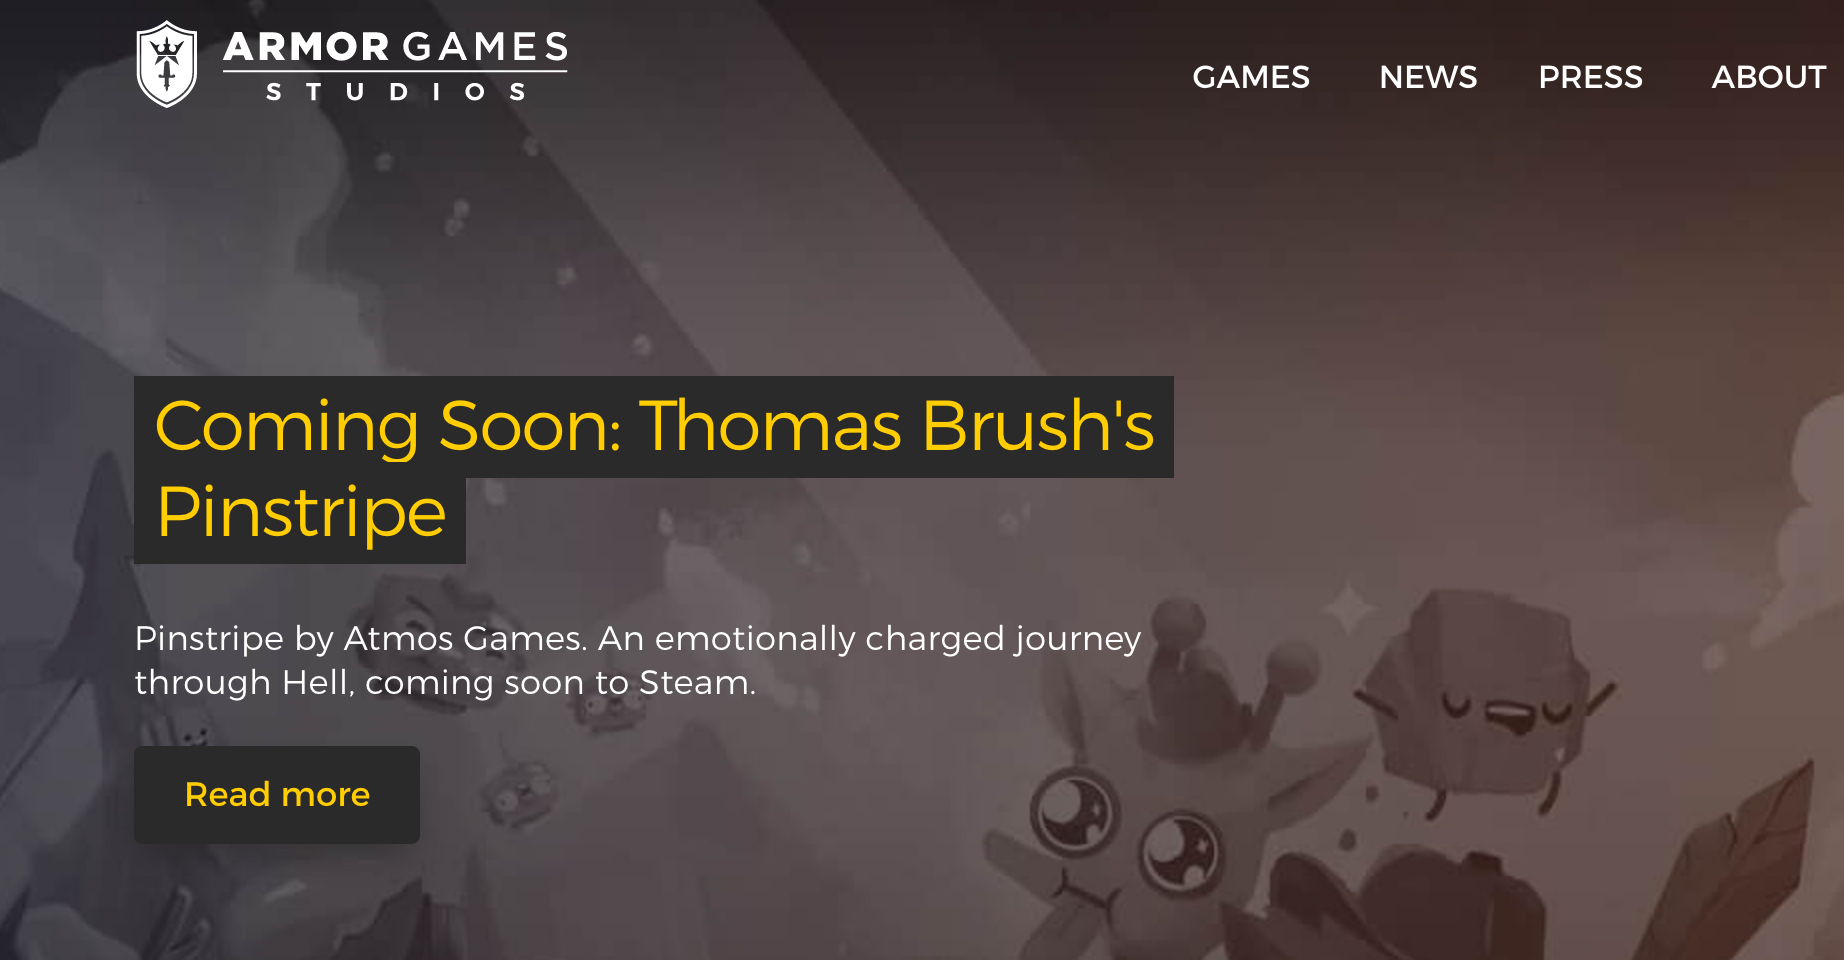 ARMOR GAMES
STUDIOS
GAMES NEWS PRESS ABOUT
Coming Soon: Thomas Brush's
Pinstripe
Pinstripe by Atmos Games. An emotionally charged journey
through Hell, coming soon to Steam.
Read more